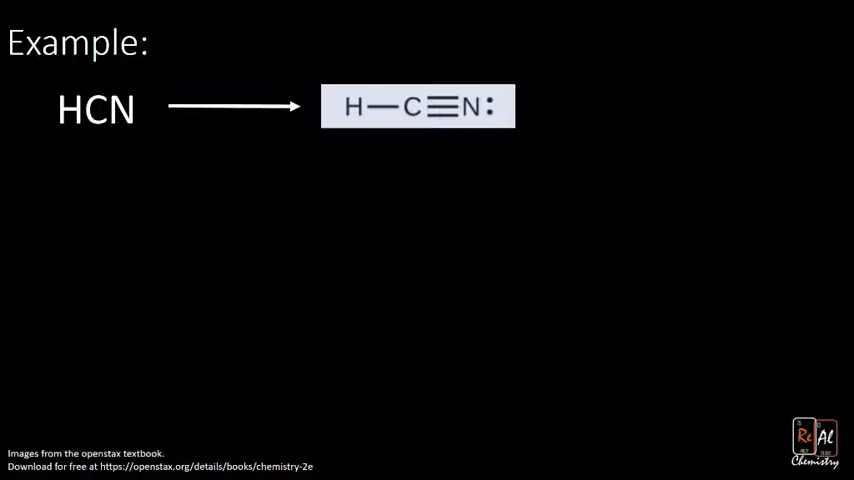 Example:
HCN
H—C≡N:
Images from the openstax textbook.
Download for free at https://openstax.org/details/books/chemistry-2e
Re Al
Chemistry